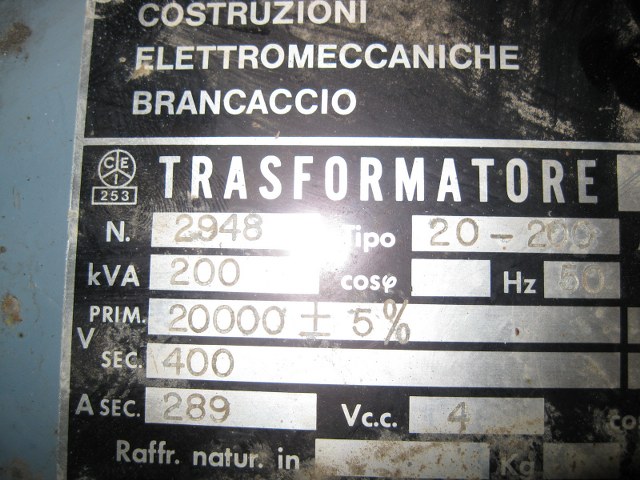 COSTRUZIONI
ELETTROMECCANICHE
BRANCACCIO
CEI 253 TRASFORMATORE
N. 2948 Tipo 20-200
kVA 200 cosφ Hz 50
V PRIM. 20000 ± 5%
SEC. 400
A SEC. 289 Vc.c. 4
Raffr. natur. in Kg